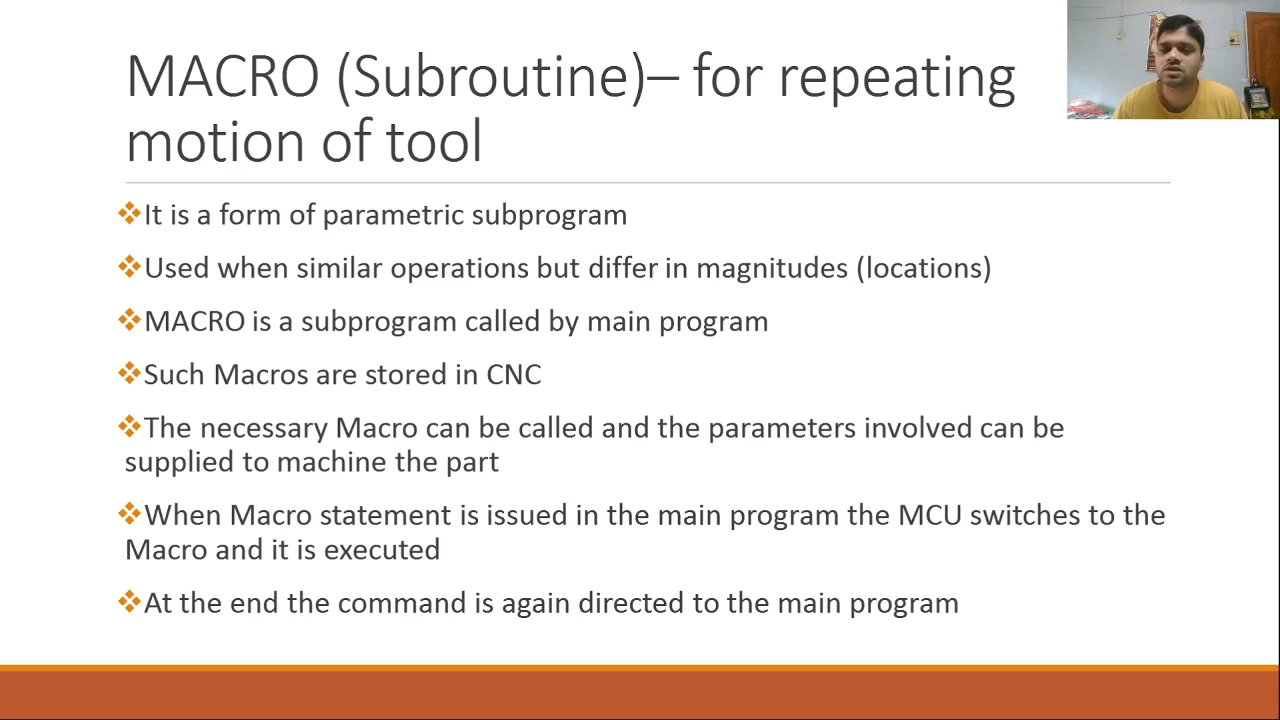 MACRO (Subroutine)– for repeating
motion of tool
❖It is a form of parametric subprogram
❖Used when similar operations but differ in magnitudes (locations)
❖MACRO is a subprogram called by main program
❖Such Macros are stored in CNC
❖The necessary Macro can be called and the parameters involved can be
supplied to machine the part
❖When Macro statement is issued in the main program the MCU switches to the
Macro and it is executed
❖At the end the command is again directed to the main program